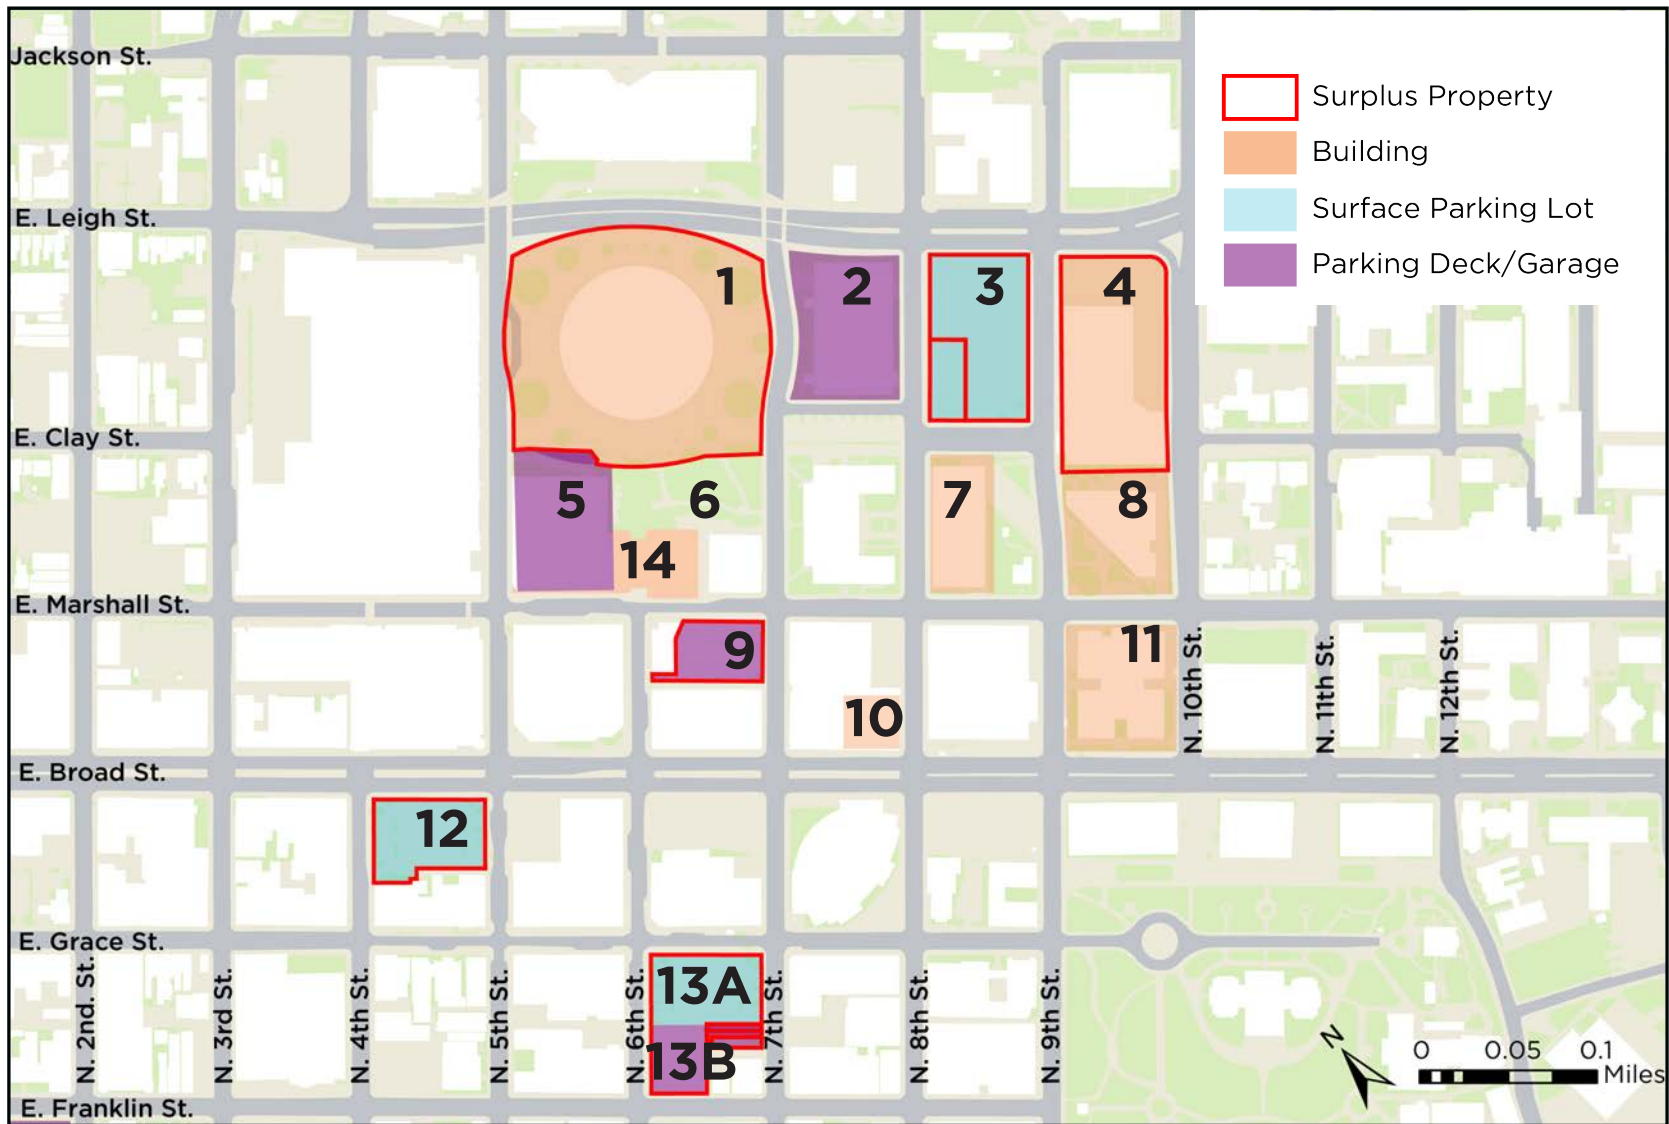 Jackson St.
Surplus Property
Building
E. Leigh St.
Surface Parking Lot
Parking Deck/Garage
1
2
3
4
E. Clay St.
5
6
7
8
14
E. Marshall St.
9
11
N. 10th St.
N. 11th St.
N. 12th St.
10
E. Broad St.
12
E. Grace St.
N. 2nd. St.
N. 3rd St.
N. 4th St.
N. 5th St.
N. 6th St.
13A
N. 7th St.
N. 8th St.
N. 9th St.
13B
N
0 0.05 0.1
Miles
E. Franklin St.